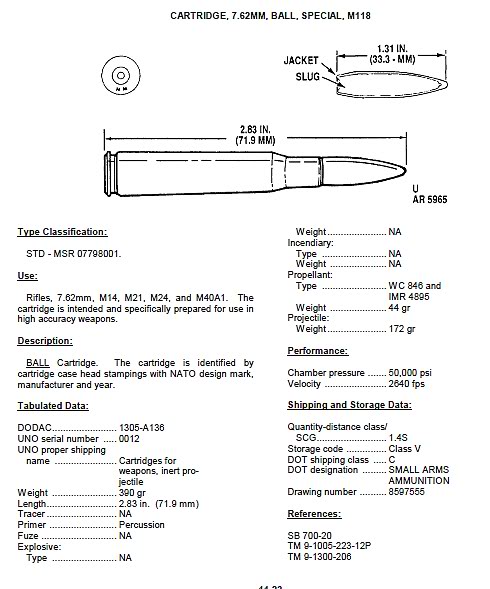 CARTRIDGE, 7.62MM, BALL, SPECIAL, M118
1.31 IN.
(33.3 - MM)
JACKET
SLUG
2.83 IN.
(71.9 MM)
U
AR 5965
Type Classification:
STD - MSR 07798001.
Use:
Rifles, 7.62mm, M14, M21, M24, and M40A1. The
cartridge is intended and specifically prepared for use in
high accuracy weapons.
Description:
BALL Cartridge. The cartridge is identified by
cartridge case head stampings with NATO design mark,
manufacturer and year.
Tabulated Data:
DODAC ........................ 1305-A136
UNO serial number ..... 0012
UNO proper shipping
name ....................... Cartridges for
weapons, inert pro-
jectile
Weight ......................... 390 gr
Length .......................... 2.83 in. (71.9 mm)
Tracer .......................... NA
Primer .......................... Percussion
Fuze ............................ NA
Explosive:
Type ......................... NA
Weight ....................... NA
Incendiary:
Type ......................... NA
Weight ...................... NA
Propellant:
Type ......................... WC 846 and
IMR 4895
Weight ...................... 44 gr
Projectile:
Weight ....................... 172 gr
Performance:
Chamber pressure ....... 50,000 psi
Velocity ........................ 2640 fps
Shipping and Storage Data:
Quantity-distance class/
SCG .......................... 1.4S
Storage code ............... Class V
DOT shipping class ..... C
DOT designation ......... SMALL ARMS
AMMUNITION
Drawing number .......... 8597555
References:
SB 700-20
TM 9-1005-223-12P
TM 9-1300-206